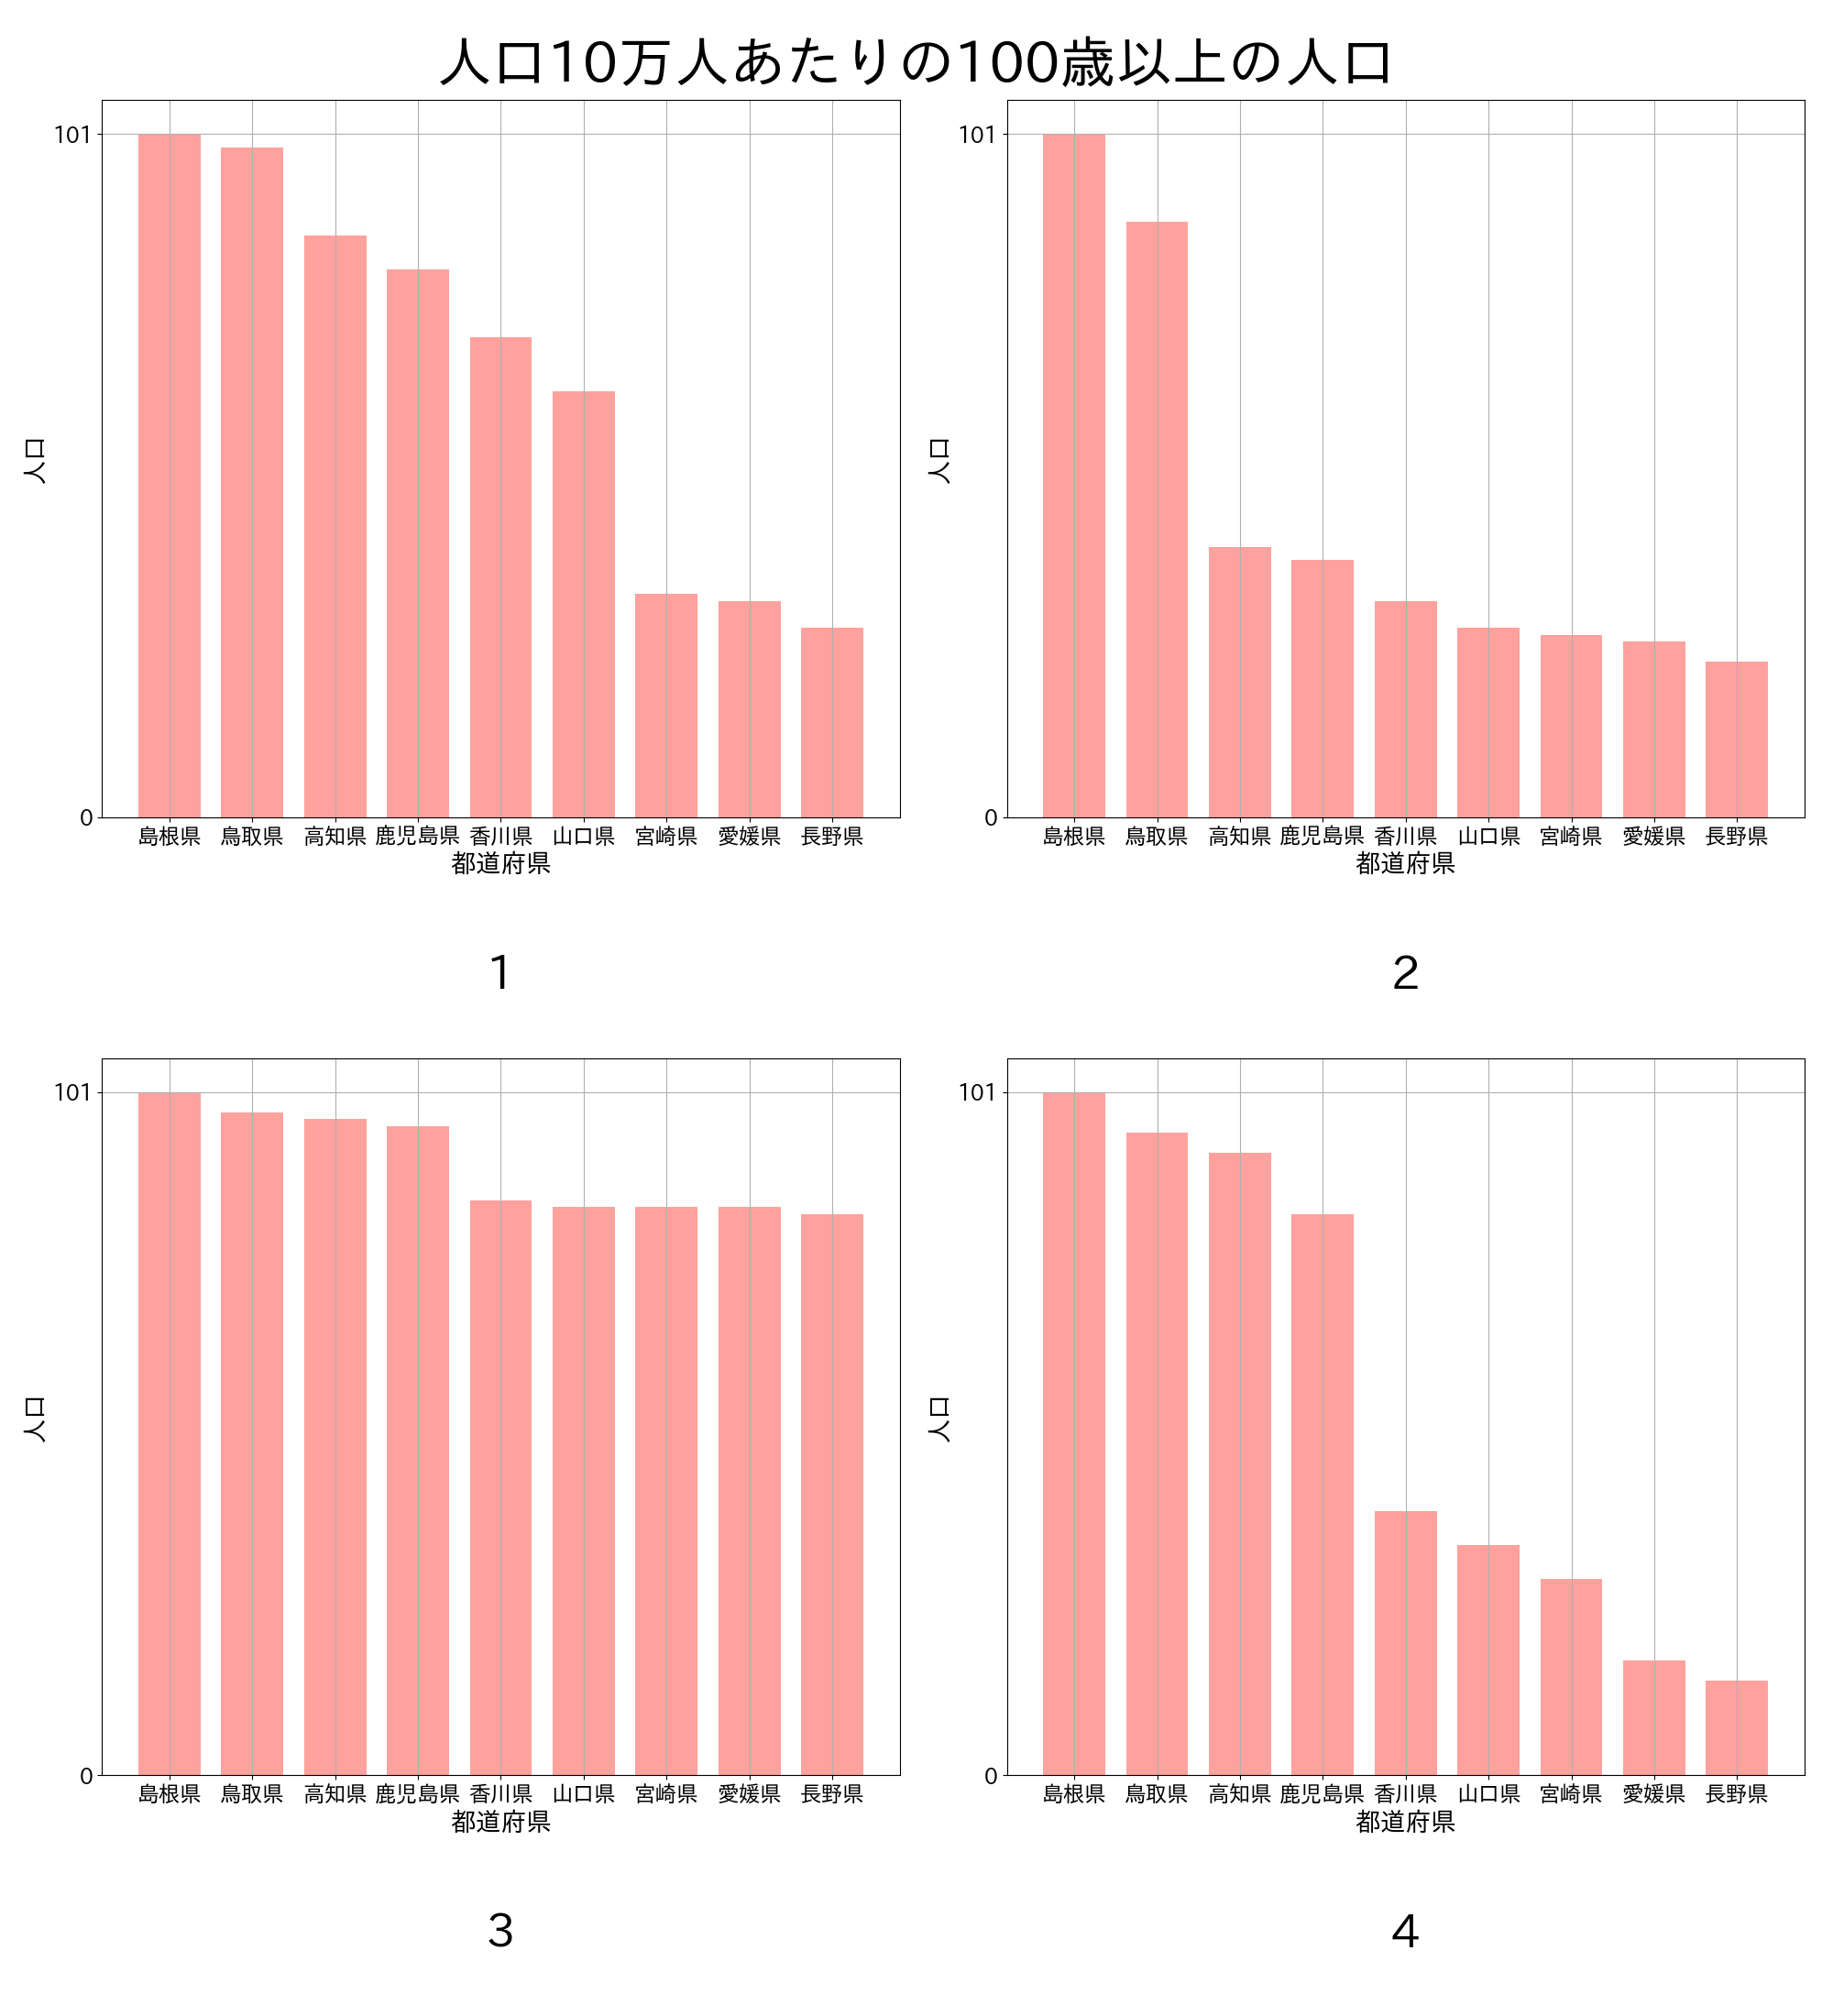 人口10万人あたりの100歳以上の人口
人口
101
0
島根県 鳥取県 高知県 鹿児島県 香川県 山口県 宮崎県 愛媛県 長野県
都道府県
1
人口
101
0
島根県 鳥取県 高知県 鹿児島県 香川県 山口県 宮崎県 愛媛県 長野県
都道府県
2
人口
101
0
島根県 鳥取県 高知県 鹿児島県 香川県 山口県 宮崎県 愛媛県 長野県
都道府県
3
人口
101
0
島根県 鳥取県 高知県 鹿児島県 香川県 山口県 宮崎県 愛媛県 長野県
都道府県
4